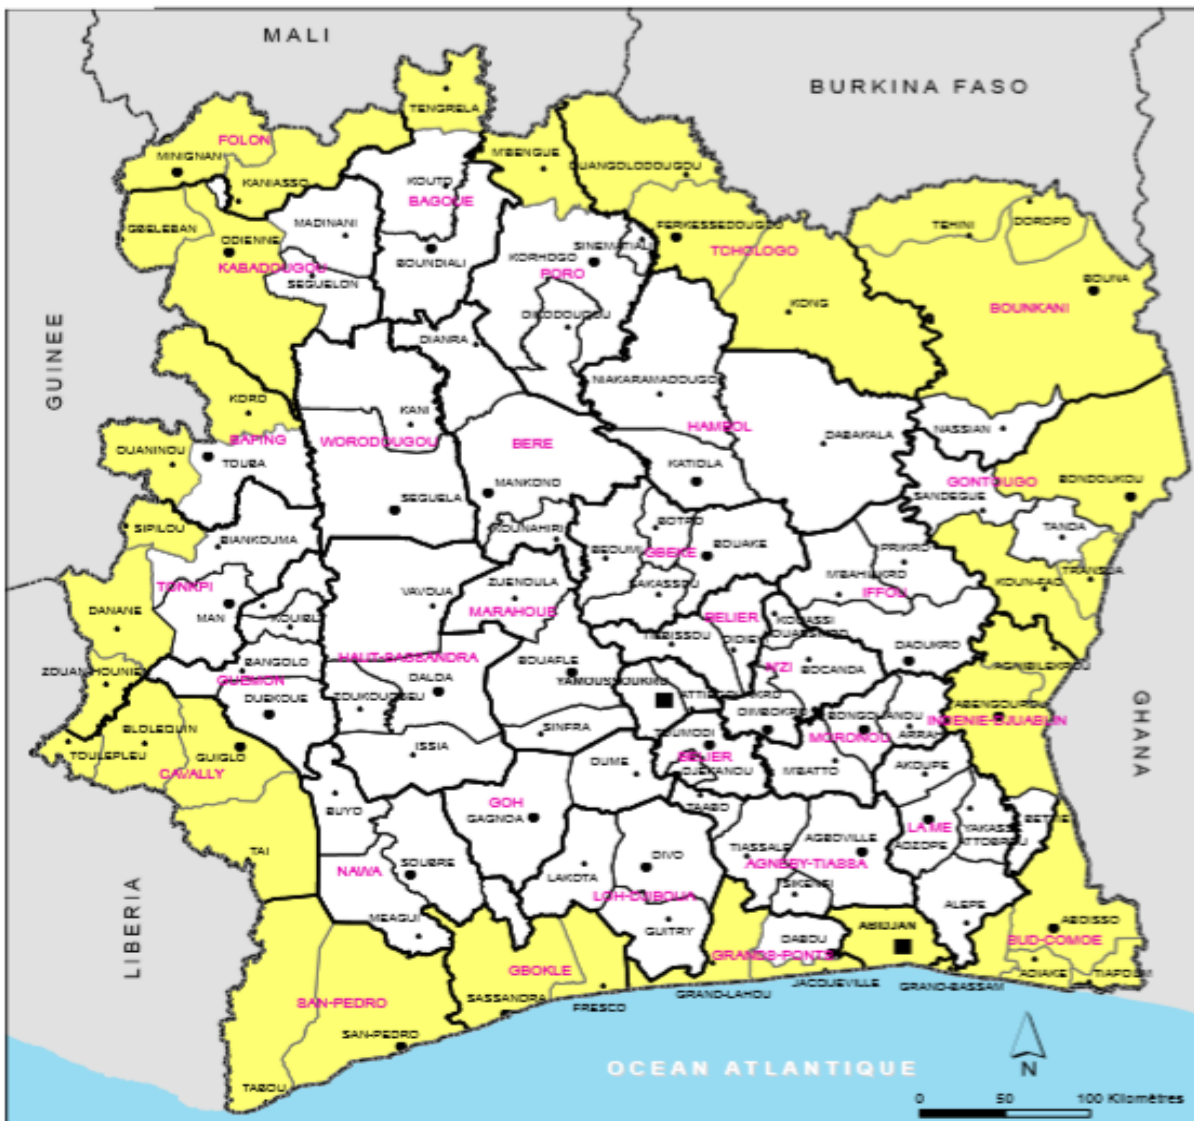 MALI
BURKINA FASO
TENGRELA
FOLON
MINIGNAN
M'BENGUE
OUANGOLODOUGOU
KANIASSO
KOUTO
BAGOUE
MADINANI
GBELEBAN
ODIENNE
FERKESSEDOUGOU
TEHINI
DOROPO
SINEMATIALI
TCHOLOGO
KORHOGO
BOUNDIALI
KABADOUGOU
PORO
SEGUELON
BOUNA
KONG
BOUNKANI
DIKODOUGOU
DIANRA
GUINEE
NIAKARAMADOUGO
KORO
KANI
HAMBOL
NASSIAN
BAFING
WORODOUGOU
BERE
DABAKALA
OUANINOU
TOUBA
KATIOLA
GONTOUGO
BONDOUKOU
MANKONO
SEGUELA
SANDEGUE
SIPILOU
KOUNAHIRI
BOTRO
TANDA
BIANKOUMA
BEOUMI
GBEKE
BOUAKE
PRIKRO
TONKPI
ZUENOULA
SAKASSOU
M'BAHIAKRO
KOUN-FAO
TRANSUA
IFFOU
DANANE
MAN
VAVOUA
MARAHOUE
BELIER
KOUASSI
KOUIBLY
TIEBISSOU
DIDIEVI
DAOUKRO
BANGOLO
HAUT-SASSANDRA
BOUAFLE
N'ZI
BOCANDA
AGNIBILEKROU
ZOUAN-HOUNIEN
GUEMON
DALOA
YAMOUSSOUKRO
ATTIEGOUAKRO
ABENGOUROU
DUEKOUE
ZOUKOUGBEU
DIMBOKRO
BONGOUANOU
INDENIE-DJUABLIN
GHANA
BLOLEQUIN
SINFRA
TOUMODI
MORONOU
ARRAH
TOULEPLEU
GUIGLO
ISSIA
BELIER
CAVALLY
OUME
DJEKANOU
M'BATTO
AKOUPE
BUYO
GOH
TAABO
GAGNOA
LA ME
YAKASSE
ATTOBROU
BETTIE
TIASSALE
AGBOVILLE
ADZOPE
TAI
SOUBRE
DIVO
AGNEBY-TIASSA
NAWA
LAKOTA
LOH-DJIBOUA
SIKENSI
LIBERIA
MEAGUI
GUITRY
ALEPE
ABIDJAN
ABOISSO
DABOU
SUD-COMOE
GRANDS-PONTS
GBOKLE
ADIAKE
TIAPOUM
JACQUEVILLE
GRAND-BASSAM
SASSANDRA
GRAND-LAHOU
SAN-PEDRO
FRESCO
SAN-PEDRO
OCEAN ATLANTIQUE
N
TABOU
0 50 100 Kilomètres